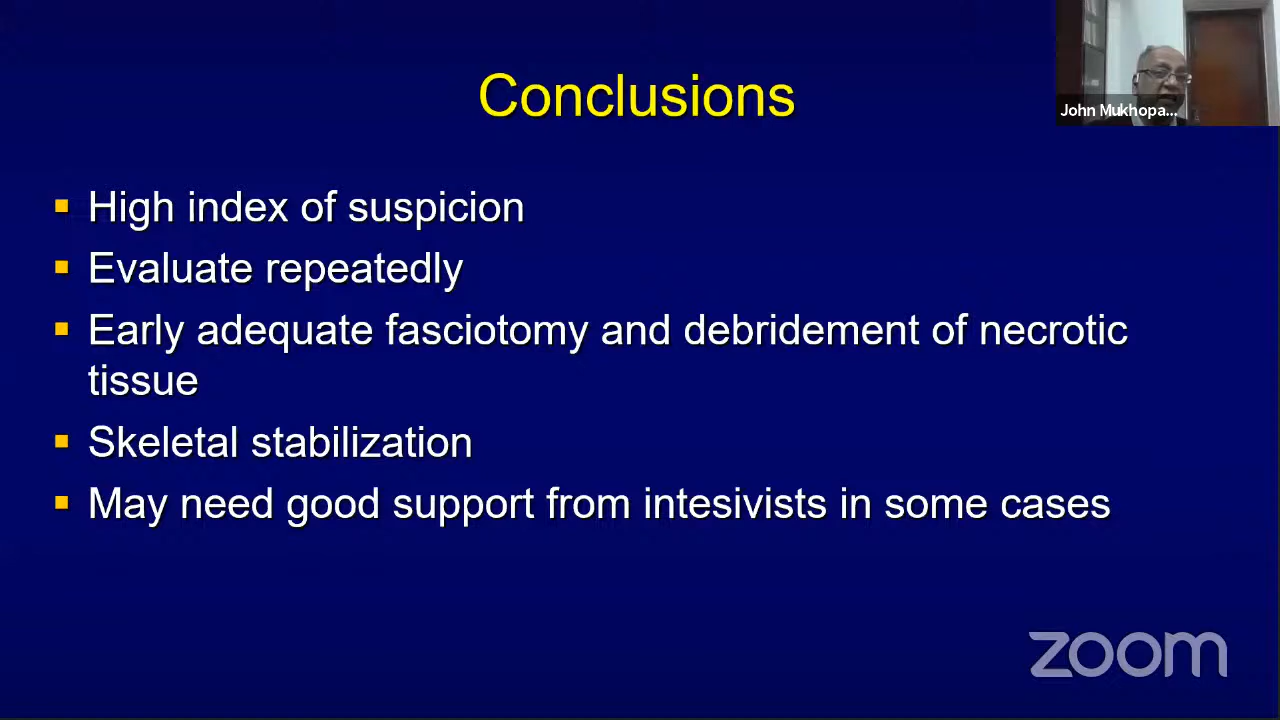 Conclusions
John Mukhopa...
▪ High index of suspicion
▪ Evaluate repeatedly
▪ Early adequate fasciotomy and debridement of necrotic
tissue
▪ Skeletal stabilization
▪ May need good support from intesivists in some cases
zoom